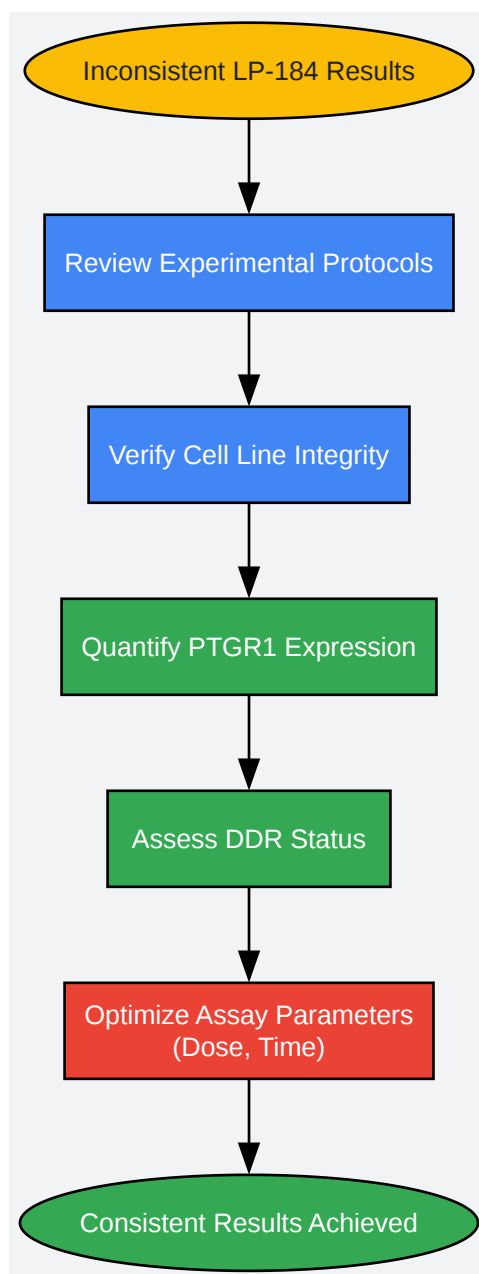 Inconsistent LP-184 Results
Review Experimental Protocols
Verify Cell Line Integrity
Quantify PTGR1 Expression
Assess DDR Status
Optimize Assay Parameters
(Dose, Time)
Consistent Results Achieved